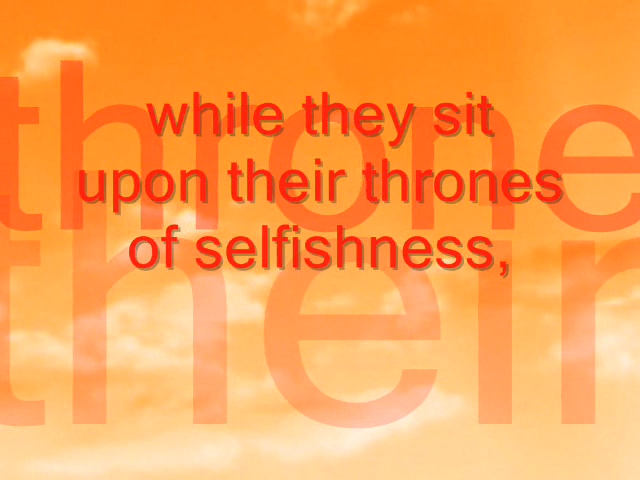 while they sit
upon their thrones
of selfishness,
throne
their